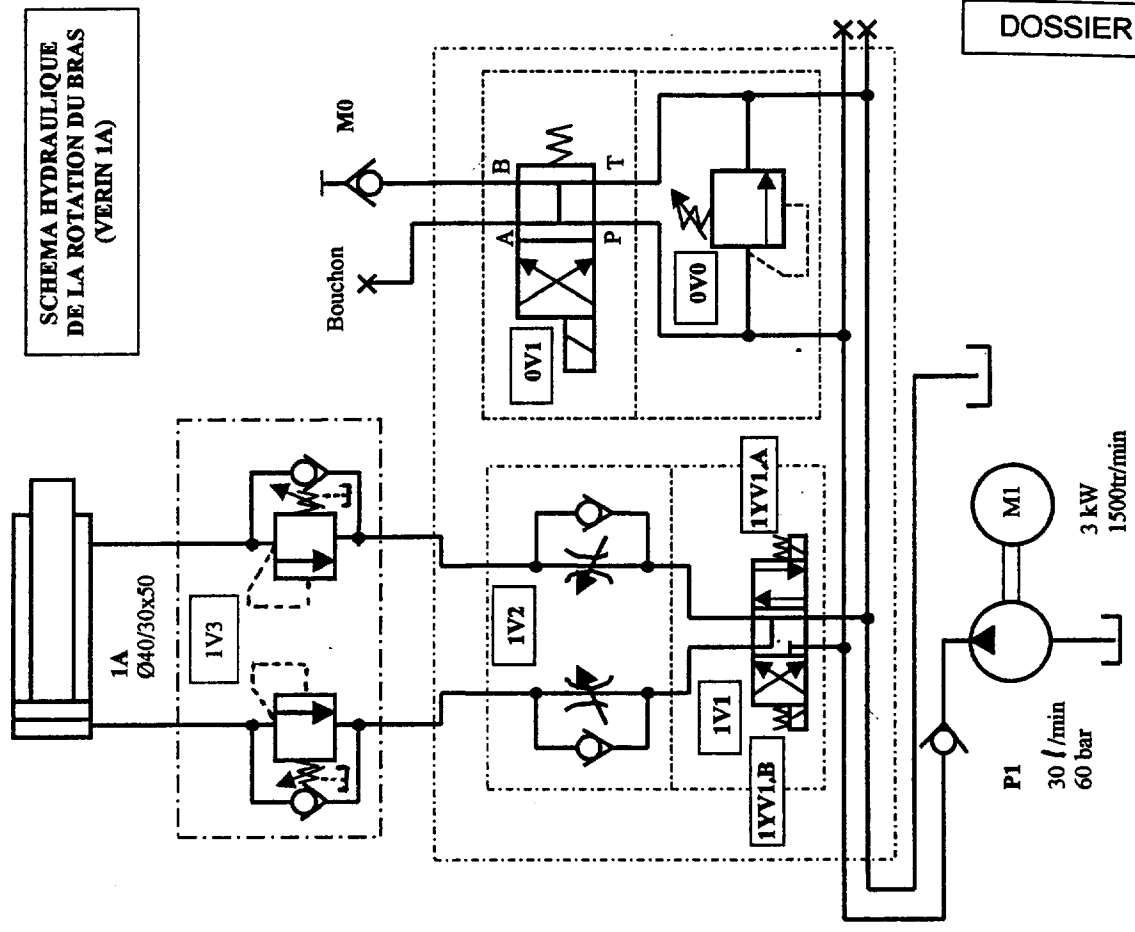 SCHEMA HYDRAULIQUE
DE LA ROTATION DU BRAS
(VERIN 1A)
DOSSIER
M0
Bouchon
A
B
P
T
0V1
0V0
1A
Ø40/30x50
1V3
1V2
1V1
1YV1.A
1YV1.B
P1
30 l/min
60 bar
M1
3 kW
1500tr/min